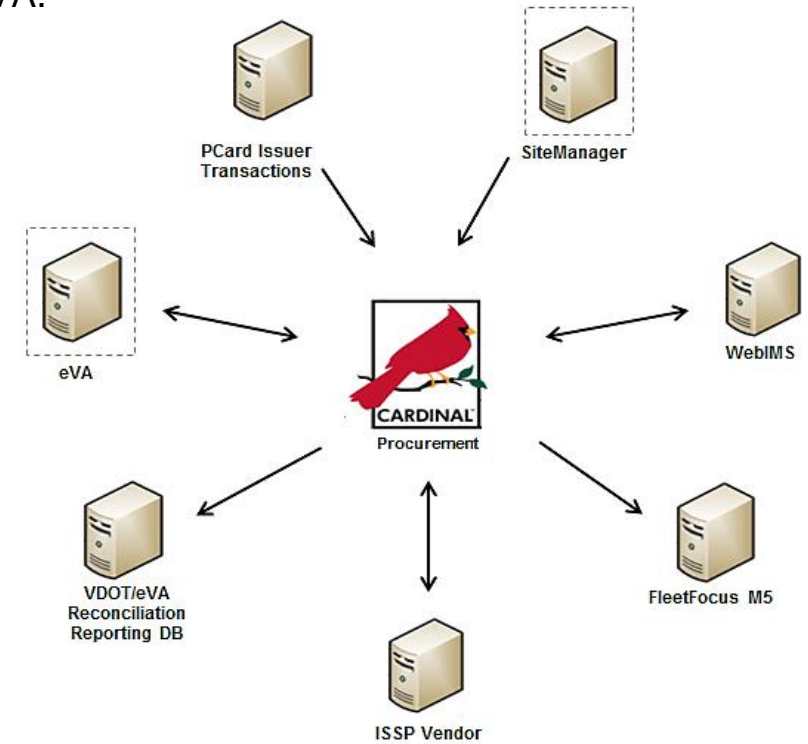 PCard Issuer
Transactions
SiteManager
eVA
WebIMS
CARDINAL
Procurement
VDOT/eVA
Reconciliation
Reporting DB
FleetFocus M5
ISSP Vendor